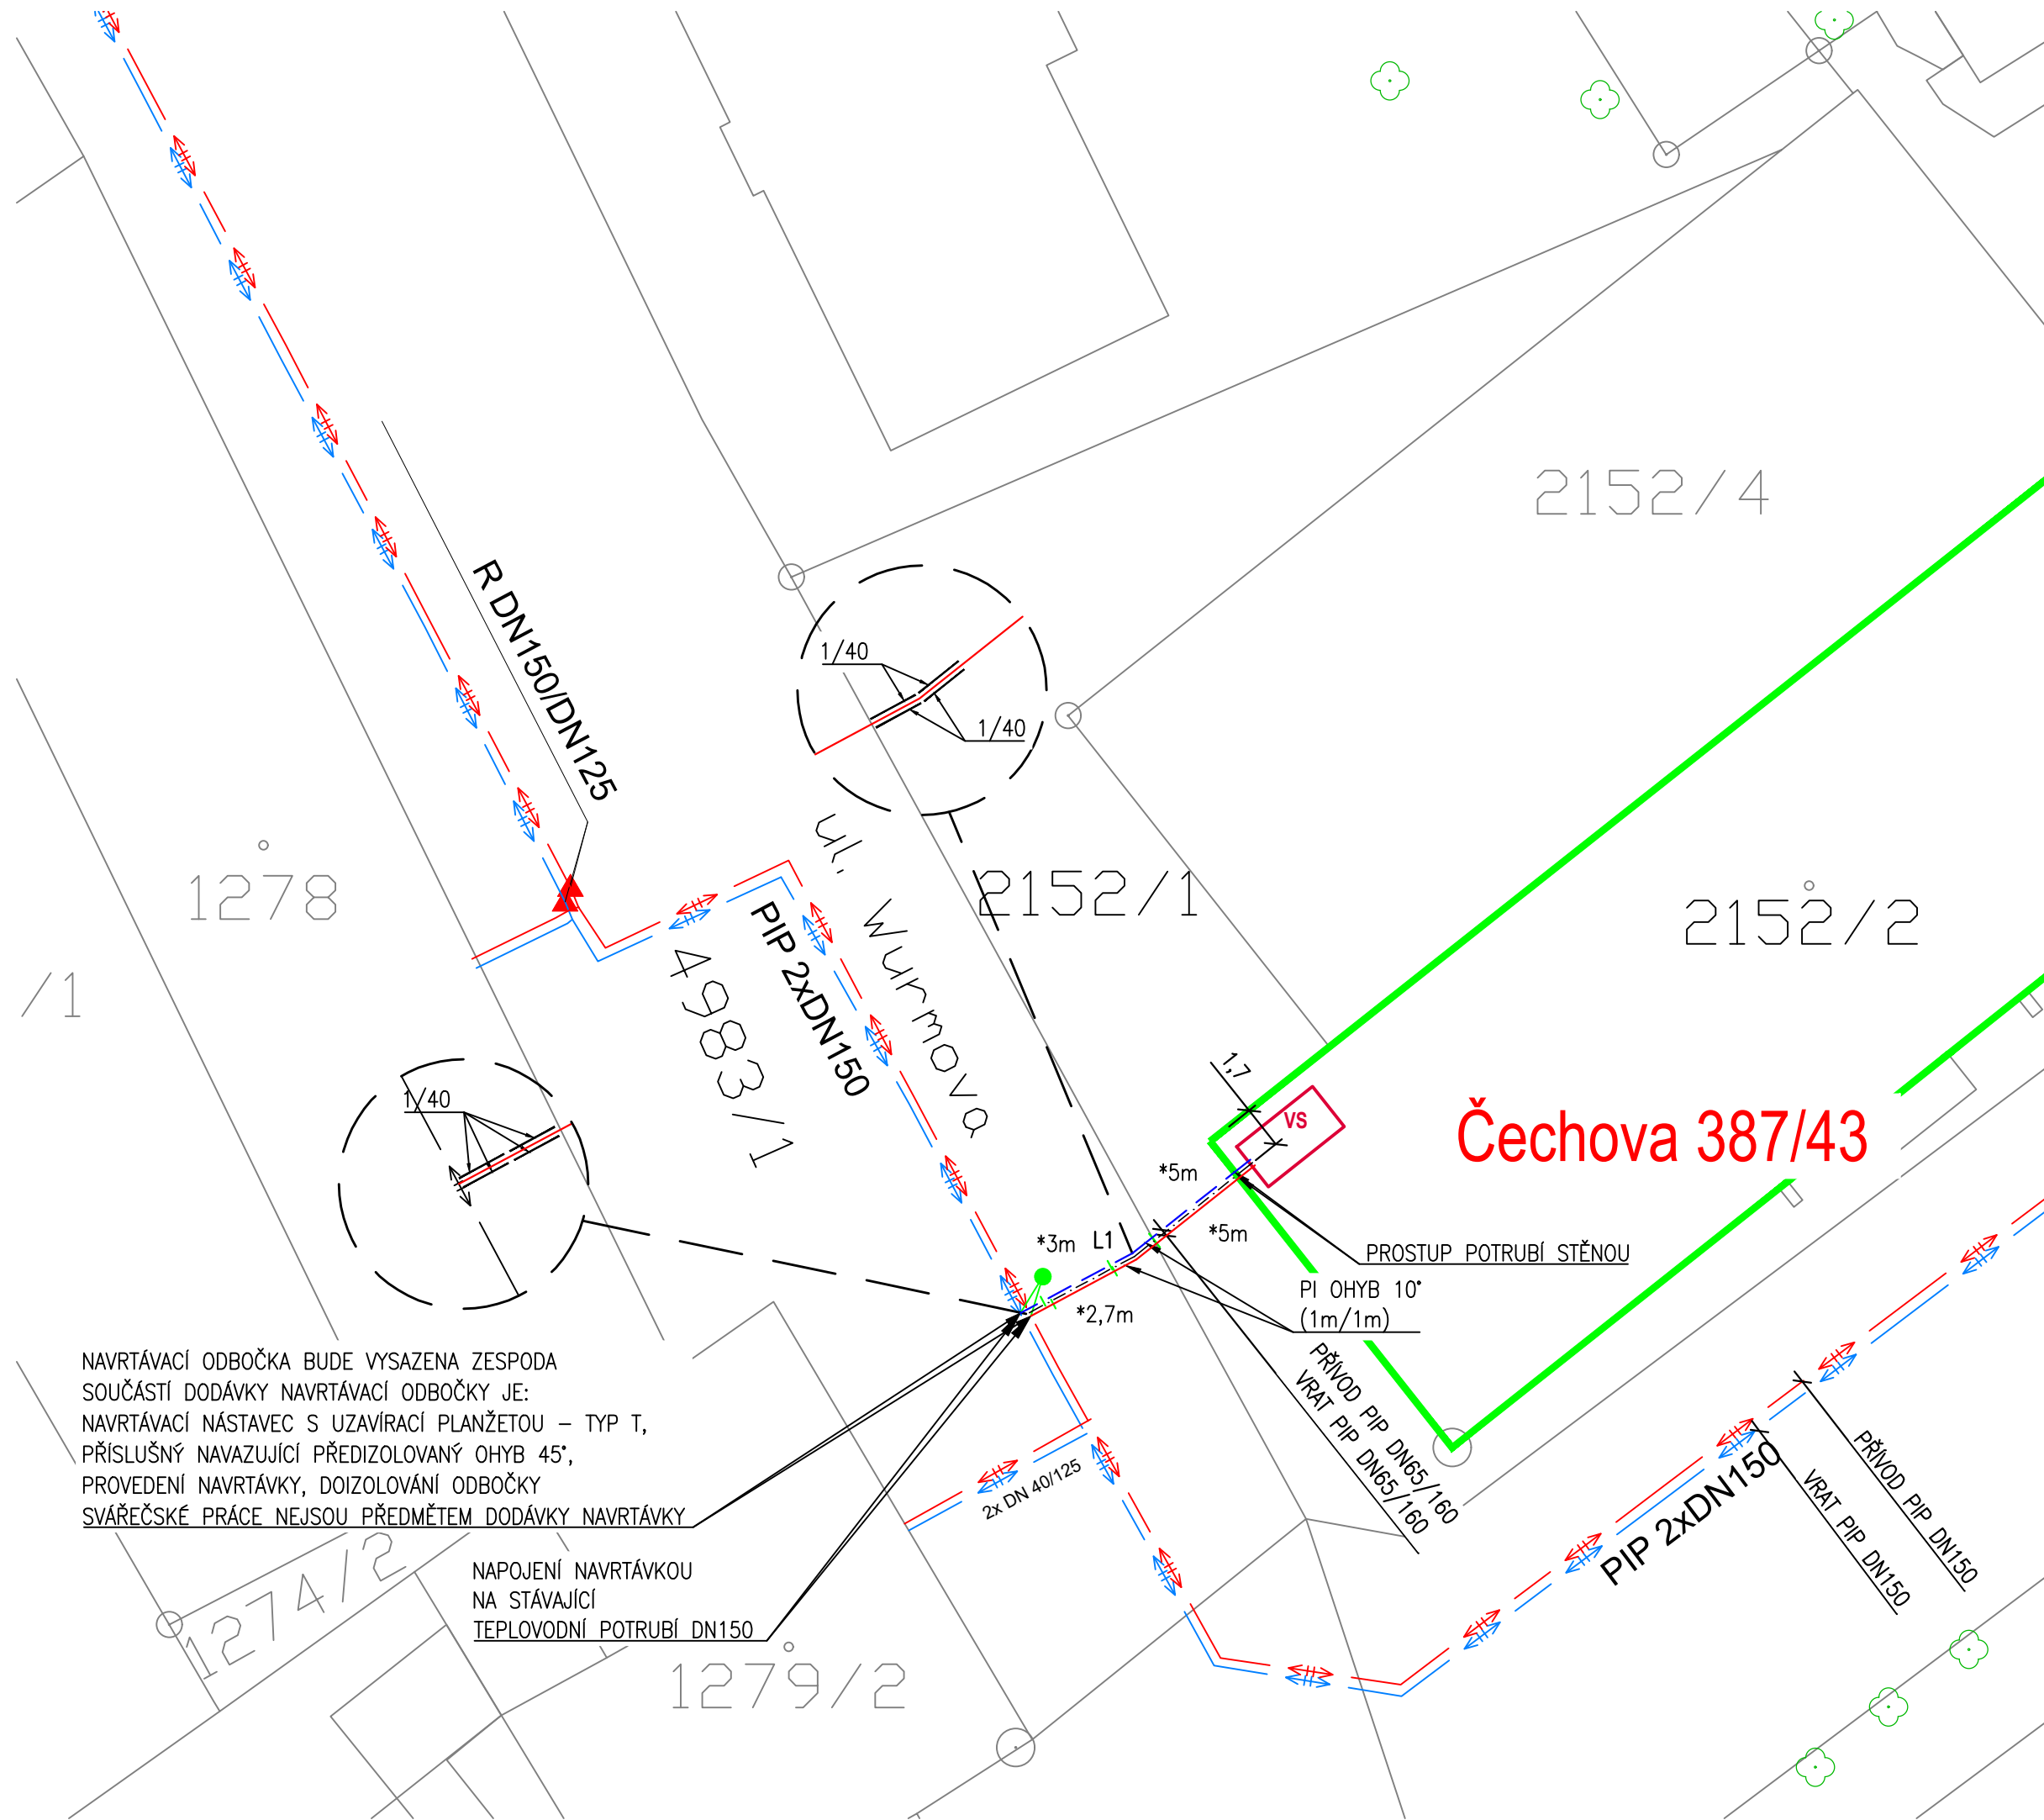 2152/4
R DN150/DN125
1/40
1/40
ul. Wurmova
1278
2152/1
2152/2
PIP 2xDN150
4983/1
/1
1,7
VS
Čechova 387/43
1/40
*5m
*5m
*3m
L1
PROSTUP POTRUBÍ STĚNOU
PI OHYB 10°
(1m/1m)
*2,7m
NAVRTÁVACÍ ODBOČKA BUDE VYSAZENA ZESPODA
SOUČÁSTÍ DODÁVKY NAVRTÁVACÍ ODBOČKY JE:
NAVRTÁVACÍ NÁSTAVEC S UZAVÍRACÍ PLANŽETOU – TYP T,
PŘÍSLUŠNÝ NAVAZUJÍCÍ PŘEDIZOLOVANÝ OHYB 45°,
PROVEDENÍ NAVRTÁVKY, DOIZOLOVÁNÍ ODBOČKY
SVÁŘEČSKÉ PRÁCE NEJSOU PŘEDMĚTEM DODÁVKY NAVRTÁVKY
PŘÍVOD PIP DN65/160
VRAT PIP DN65/160
2x DN 40/125
PIP 2xDN150
PŘÍVOD PIP DN150
VRAT PIP DN150
NAPOJENÍ NAVRTÁVKOU
NA STÁVAJÍCÍ
TEPLOVODNÍ POTRUBÍ DN150
1274/2
1279/2